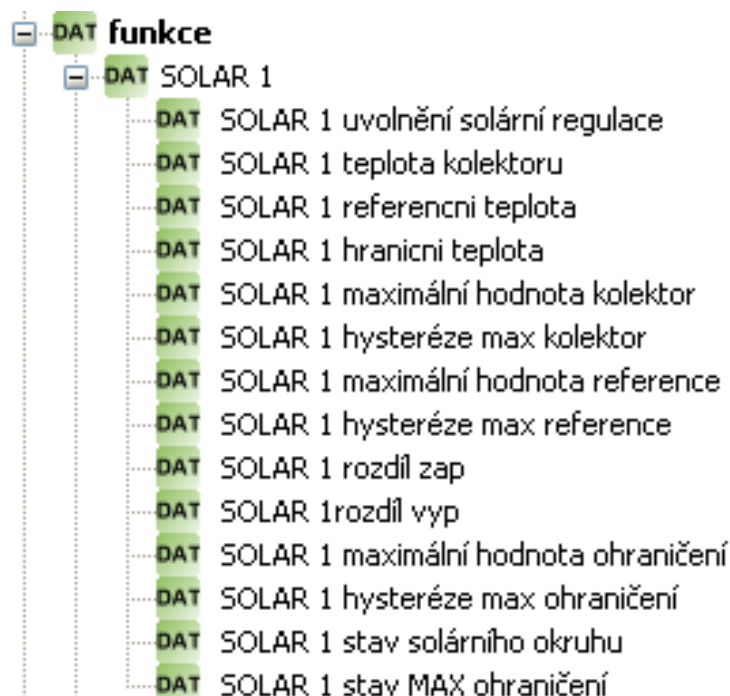 DAT funkce
DAT SOLAR 1
DAT SOLAR 1 uvolnění solární regulace
DAT SOLAR 1 teplota kolektoru
DAT SOLAR 1 referencni teplota
DAT SOLAR 1 hranicni teplota
DAT SOLAR 1 maximální hodnota kolektor
DAT SOLAR 1 hysteréze max kolektor
DAT SOLAR 1 maximální hodnota reference
DAT SOLAR 1 hysteréze max reference
DAT SOLAR 1 rozdíl zap
DAT SOLAR 1rozdíl vyp
DAT SOLAR 1 maximální hodnota ohraničení
DAT SOLAR 1 hysteréze max ohraničení
DAT SOLAR 1 stav solárního okruhu
DAT SOLAR 1 stav MAX ohraničení